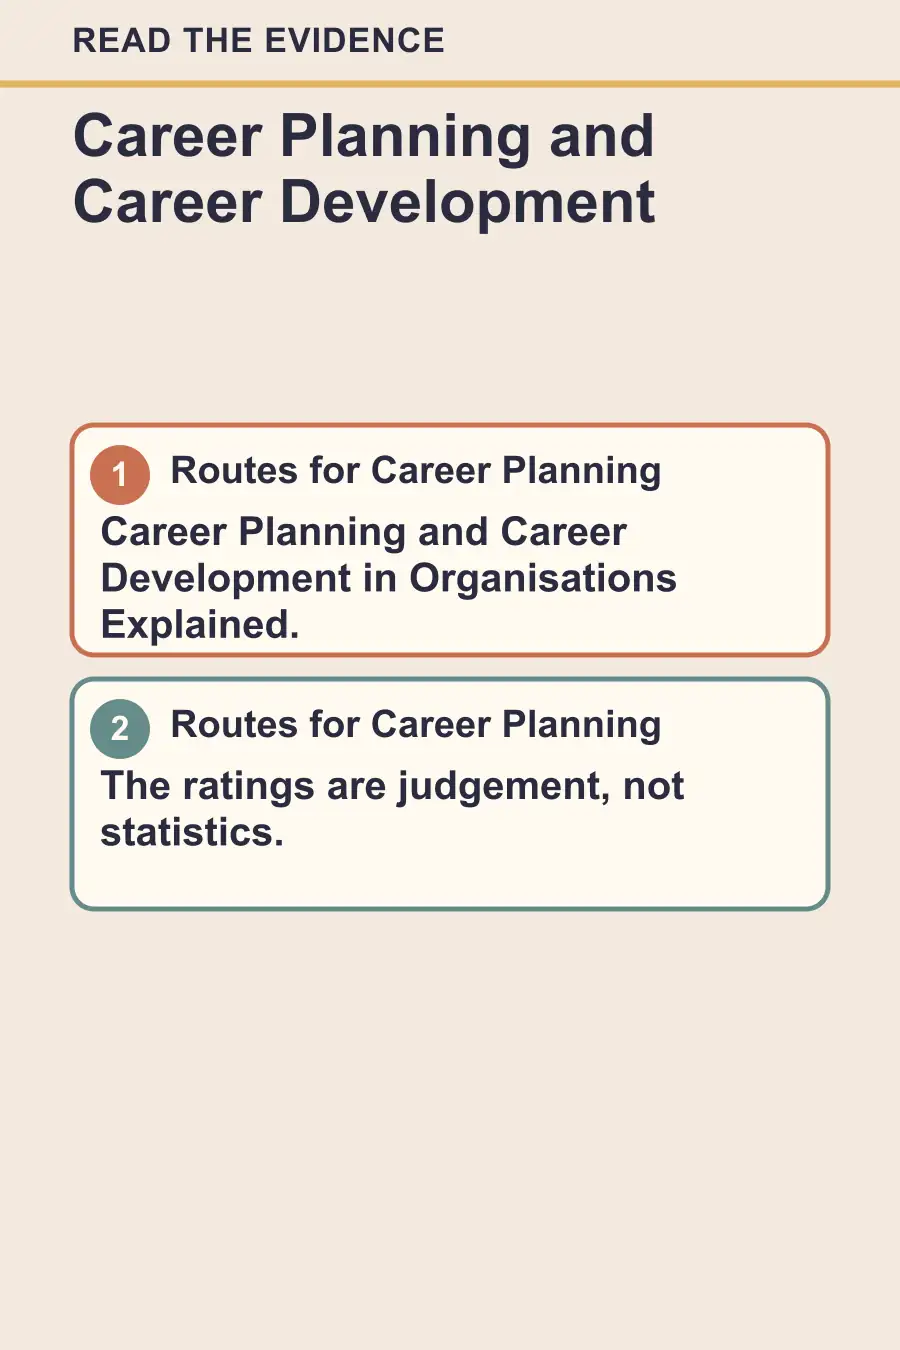 READ THE EVIDENCE
Career Planning and
Career Development
1 Routes for Career Planning
Career Planning and Career
Development in Organisations
Explained.
2 Routes for Career Planning
The ratings are judgement, not
statistics.